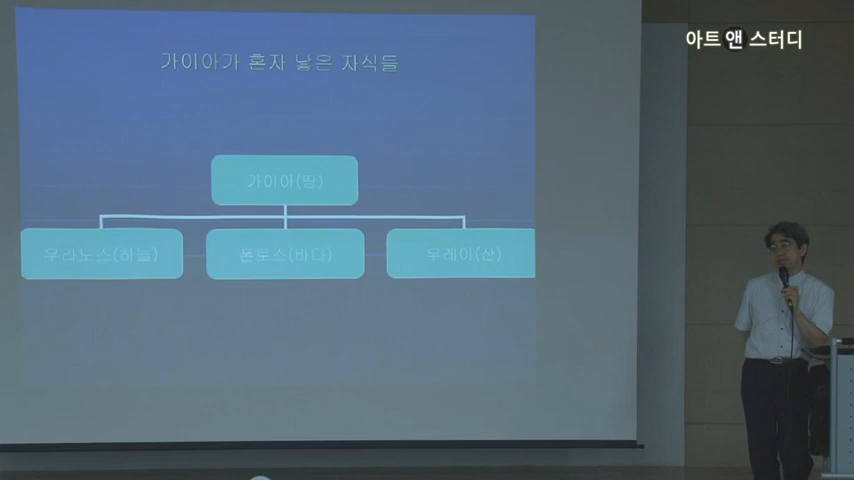 아트앤스터디
가이아가 혼자 낳은 자식들
가이아(땅)
우라노스(하늘)
폰토스(바다)
우레이(산)